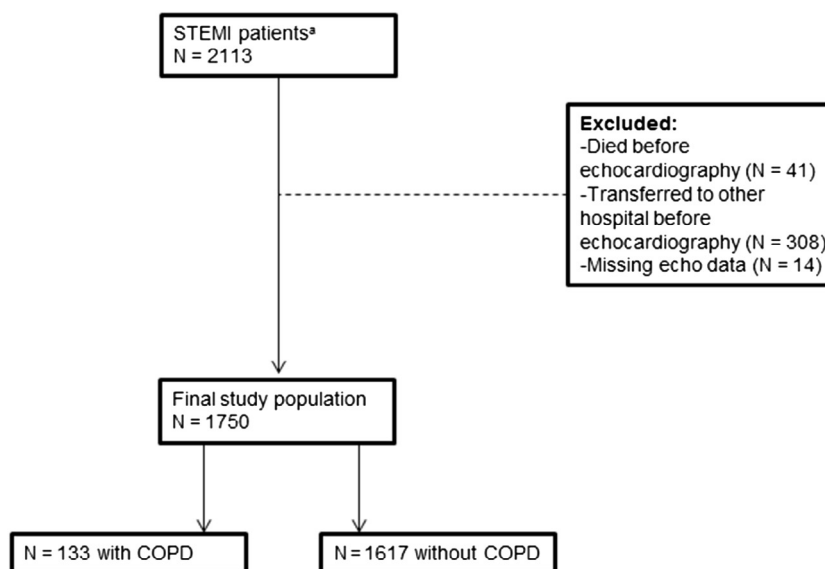 STEMI patientsª
N = 2113
Excluded:
-Died before
echocardiography (N = 41)
-Transferred to other
hospital before
echocardiography (N = 308)
-Missing echo data (N = 14)
Final study population
N = 1750
N = 133 with COPD
N=1617 without COPD